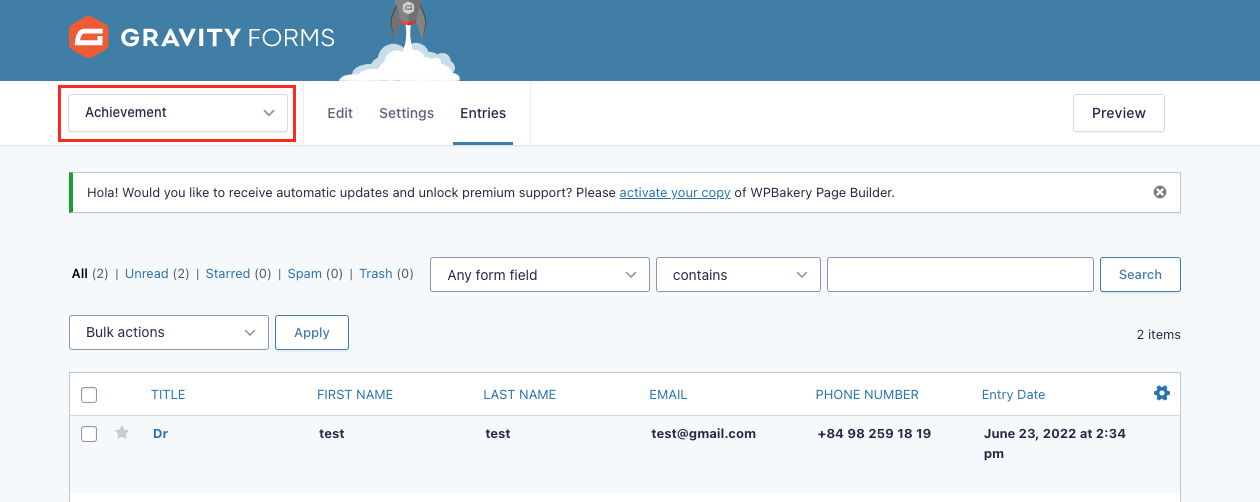 GRAVITY FORMS
Achievement
Edit
Settings
Entries
Preview
Hola! Would you like to receive automatic updates and unlock premium support? Please activate your copy of WPBakery Page Builder.
All (2) | Unread (2) | Starred (0) | Spam (0) | Trash (0)
Any form field
contains
Search
Bulk actions
Apply
2 items
TITLE
FIRST NAME
LAST NAME
EMAIL
PHONE NUMBER
Entry Date
Dr
test
test
test@gmail.com
+84 98 259 18 19
June 23, 2022 at 2:34
pm